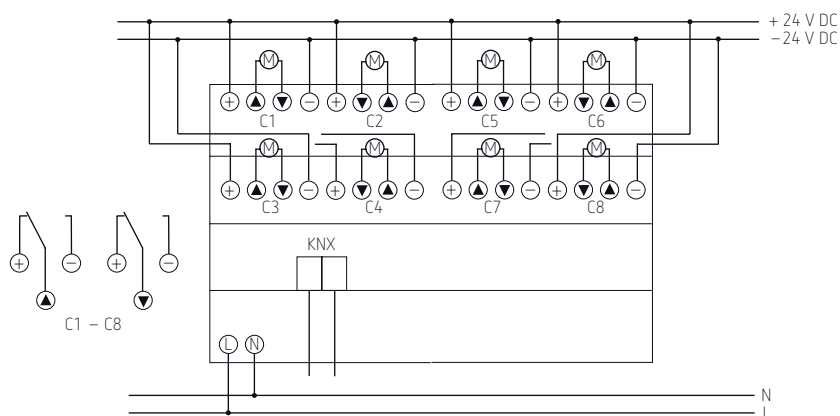 + 24 V DC
−24 V DC
M M M M
+ − + − + − + −
C1 C2 C5 C6
M M M M
+ − + − + − + −
C3 C4 C7 C8
KNX
+ − + −
C1 – C8
L N
N
L